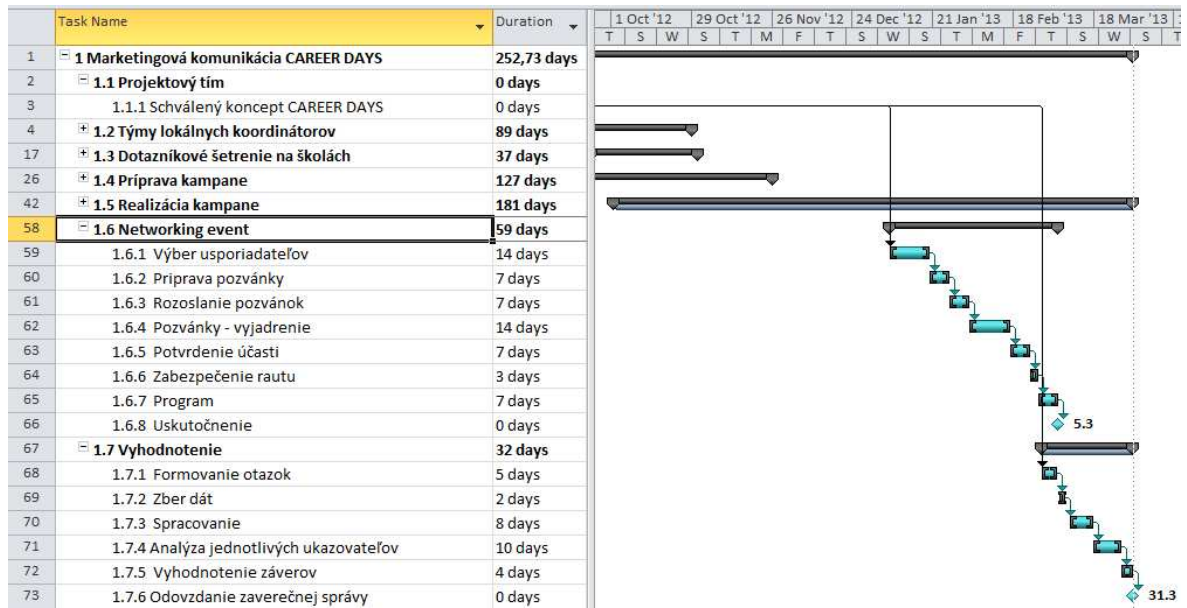 Task Name Duration 1 Oct '12 29 Oct '12 26 Nov '12 24 Dec '12 21 Jan '13 18 Feb '13 18 Mar '13
T S W S T M F T S W S T M F T S W S T
1 1 Marketingová komunikácia CAREER DAYS 252,73 days
2 1.1 Projektový tím 0 days
3 1.1.1 Schválený koncept CAREER DAYS 0 days
4 1.2 Týmy lokálnych koordinátorov 89 days
17 1.3 Dotazníkové šetrenie na školách 37 days
26 1.4 Príprava kampane 127 days
42 1.5 Realizácia kampane 181 days
58 1.6 Networking event 59 days
59 1.6.1 Výber usporiadateľov 14 days
60 1.6.2 Priprava pozvánky 7 days
61 1.6.3 Rozoslanie pozvánok 7 days
62 1.6.4 Pozvánky - vyjadrenie 14 days
63 1.6.5 Potvrdenie účasti 7 days
64 1.6.6 Zabezpečenie rautu 3 days
65 1.6.7 Program 7 days
66 1.6.8 Uskutočnenie 0 days 5.3
67 1.7 Vyhodnotenie 32 days
68 1.7.1 Formovanie otazok 5 days
69 1.7.2 Zber dát 2 days
70 1.7.3 Spracovanie 8 days
71 1.7.4 Analýza jednotlivých ukazovateľov 10 days
72 1.7.5 Vyhodnotenie záverov 4 days
73 1.7.6 Odovzdanie zaverečnej správy 0 days 31.3